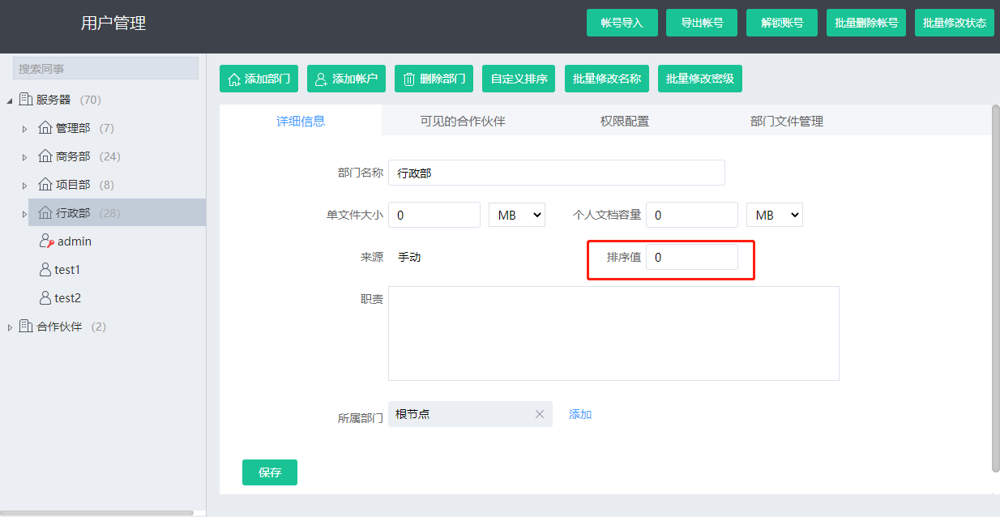 用户管理
帐号导入
导出帐号
解锁账号
批量删除帐号
批量修改状态
搜索同事
服务器 (70)
管理部 (7)
商务部 (24)
项目部 (8)
行政部 (28)
admin
test1
test2
合作伙伴 (2)
添加部门
添加帐户
删除部门
自定义排序
批量修改名称
批量修改密级
详细信息
可见的合作伙伴
权限配置
部门文件管理
部门名称 行政部
单文件大小 0 MB 个人文档容量 0 MB
来源 手动 排序值 0
职责
所属部门 根节点 添加
保存